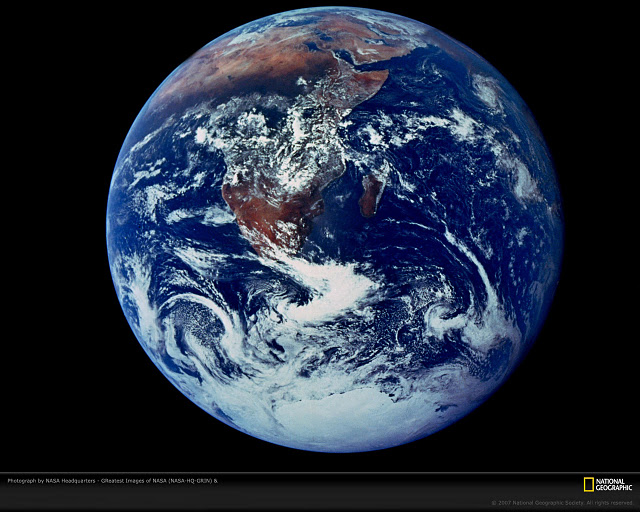 Photograph by NASA Headquarters - GReatest Images of NASA (NASA-HQ-GRIN) &
NATIONAL
GEOGRAPHIC
© 2007 National Geographic Society. All rights reserved.